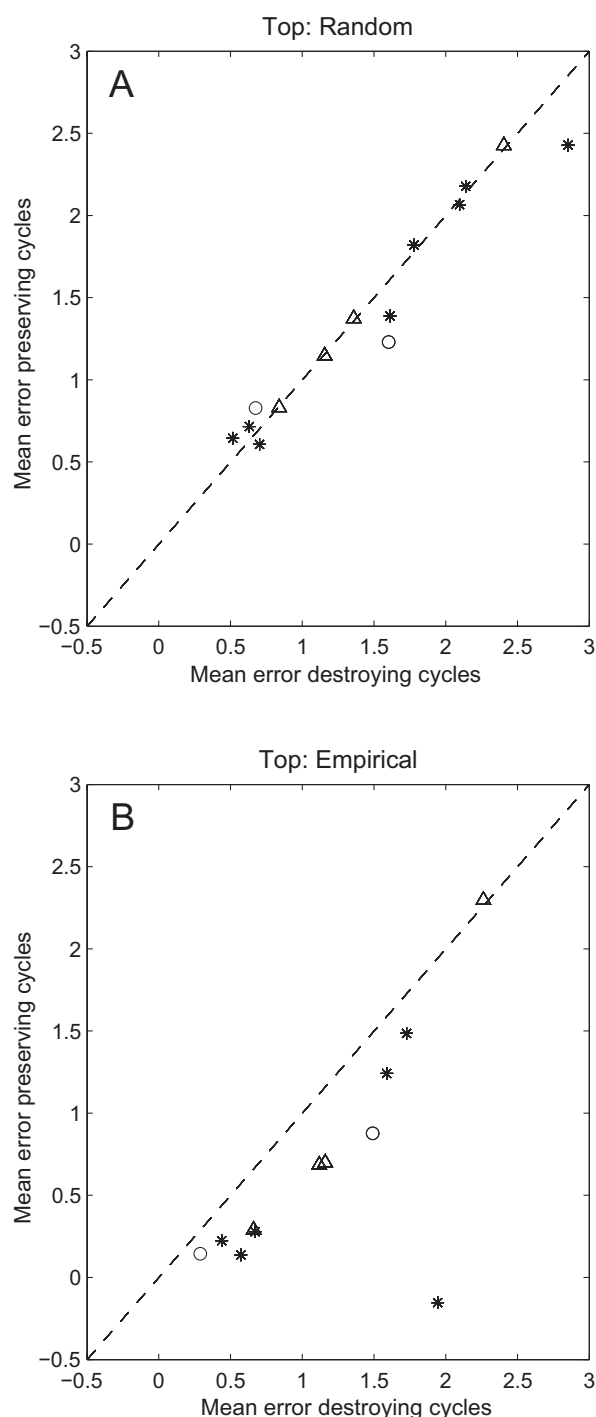 Top: Random
A
3
2.5
2
1.5
1
0.5
0
−0.5
Mean error preserving cycles
−0.5 0 0.5 1 1.5 2 2.5 3
Mean error destroying cycles
Top: Empirical
B
3
2.5
2
1.5
1
0.5
0
−0.5
Mean error preserving cycles
−0.5 0 0.5 1 1.5 2 2.5 3
Mean error destroying cycles